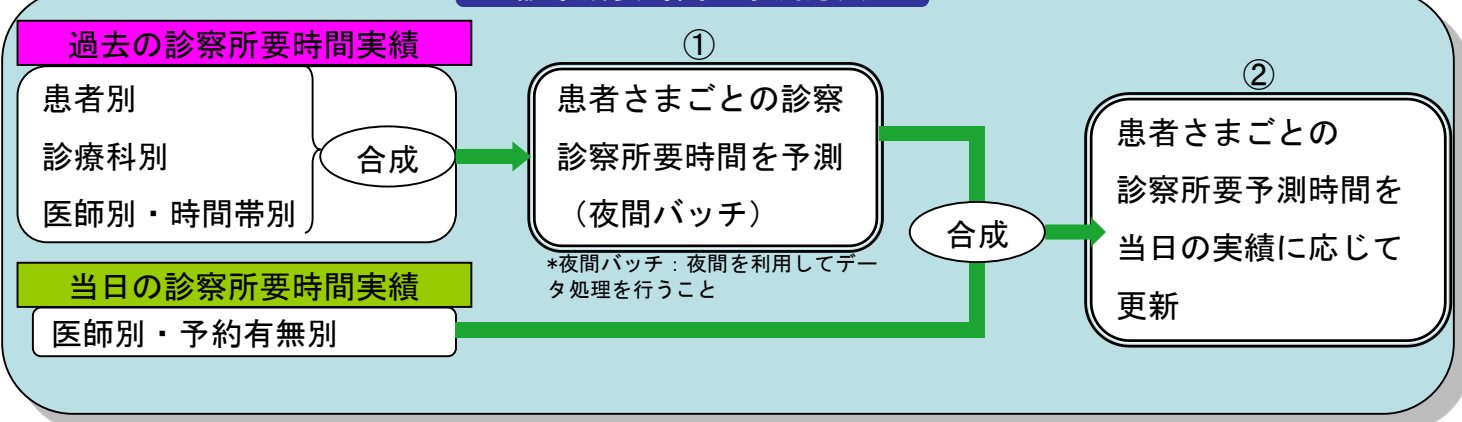 過去の診察所要時間実績
患者別
診療科別
医師別・時間帯別
合成
①
患者さまごとの診察
診察所要時間を予測
（夜間バッチ）
*夜間バッチ：夜間を利用してデー
タ処理を行うこと
当日の診察所要時間実績
医師別・予約有無別
合成
②
患者さまごとの
診察所要予測時間を
当日の実績に応じて
更新